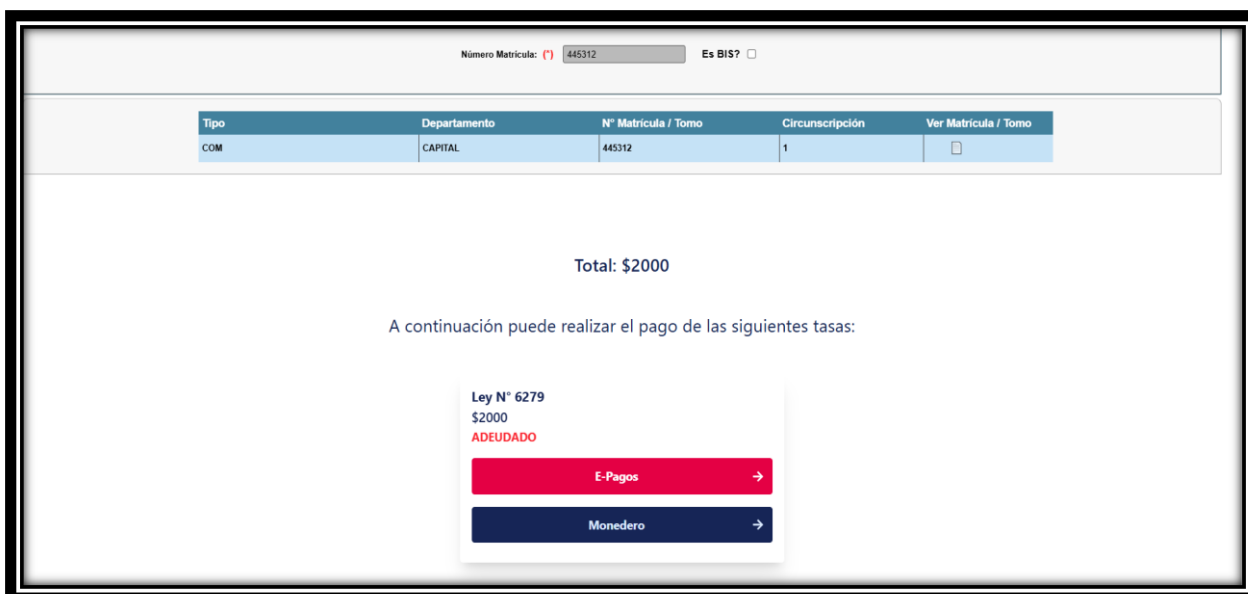 Número Matrícula: (*) 445312 Es BIS?
Tipo Departamento N° Matrícula / Tomo Circunscripción Ver Matrícula / Tomo
COM CAPITAL 445312 1
Total: $2000
A continuación puede realizar el pago de las siguientes tasas:
Ley N° 6279
$2000
ADEUDADO
E-Pagos
Monedero